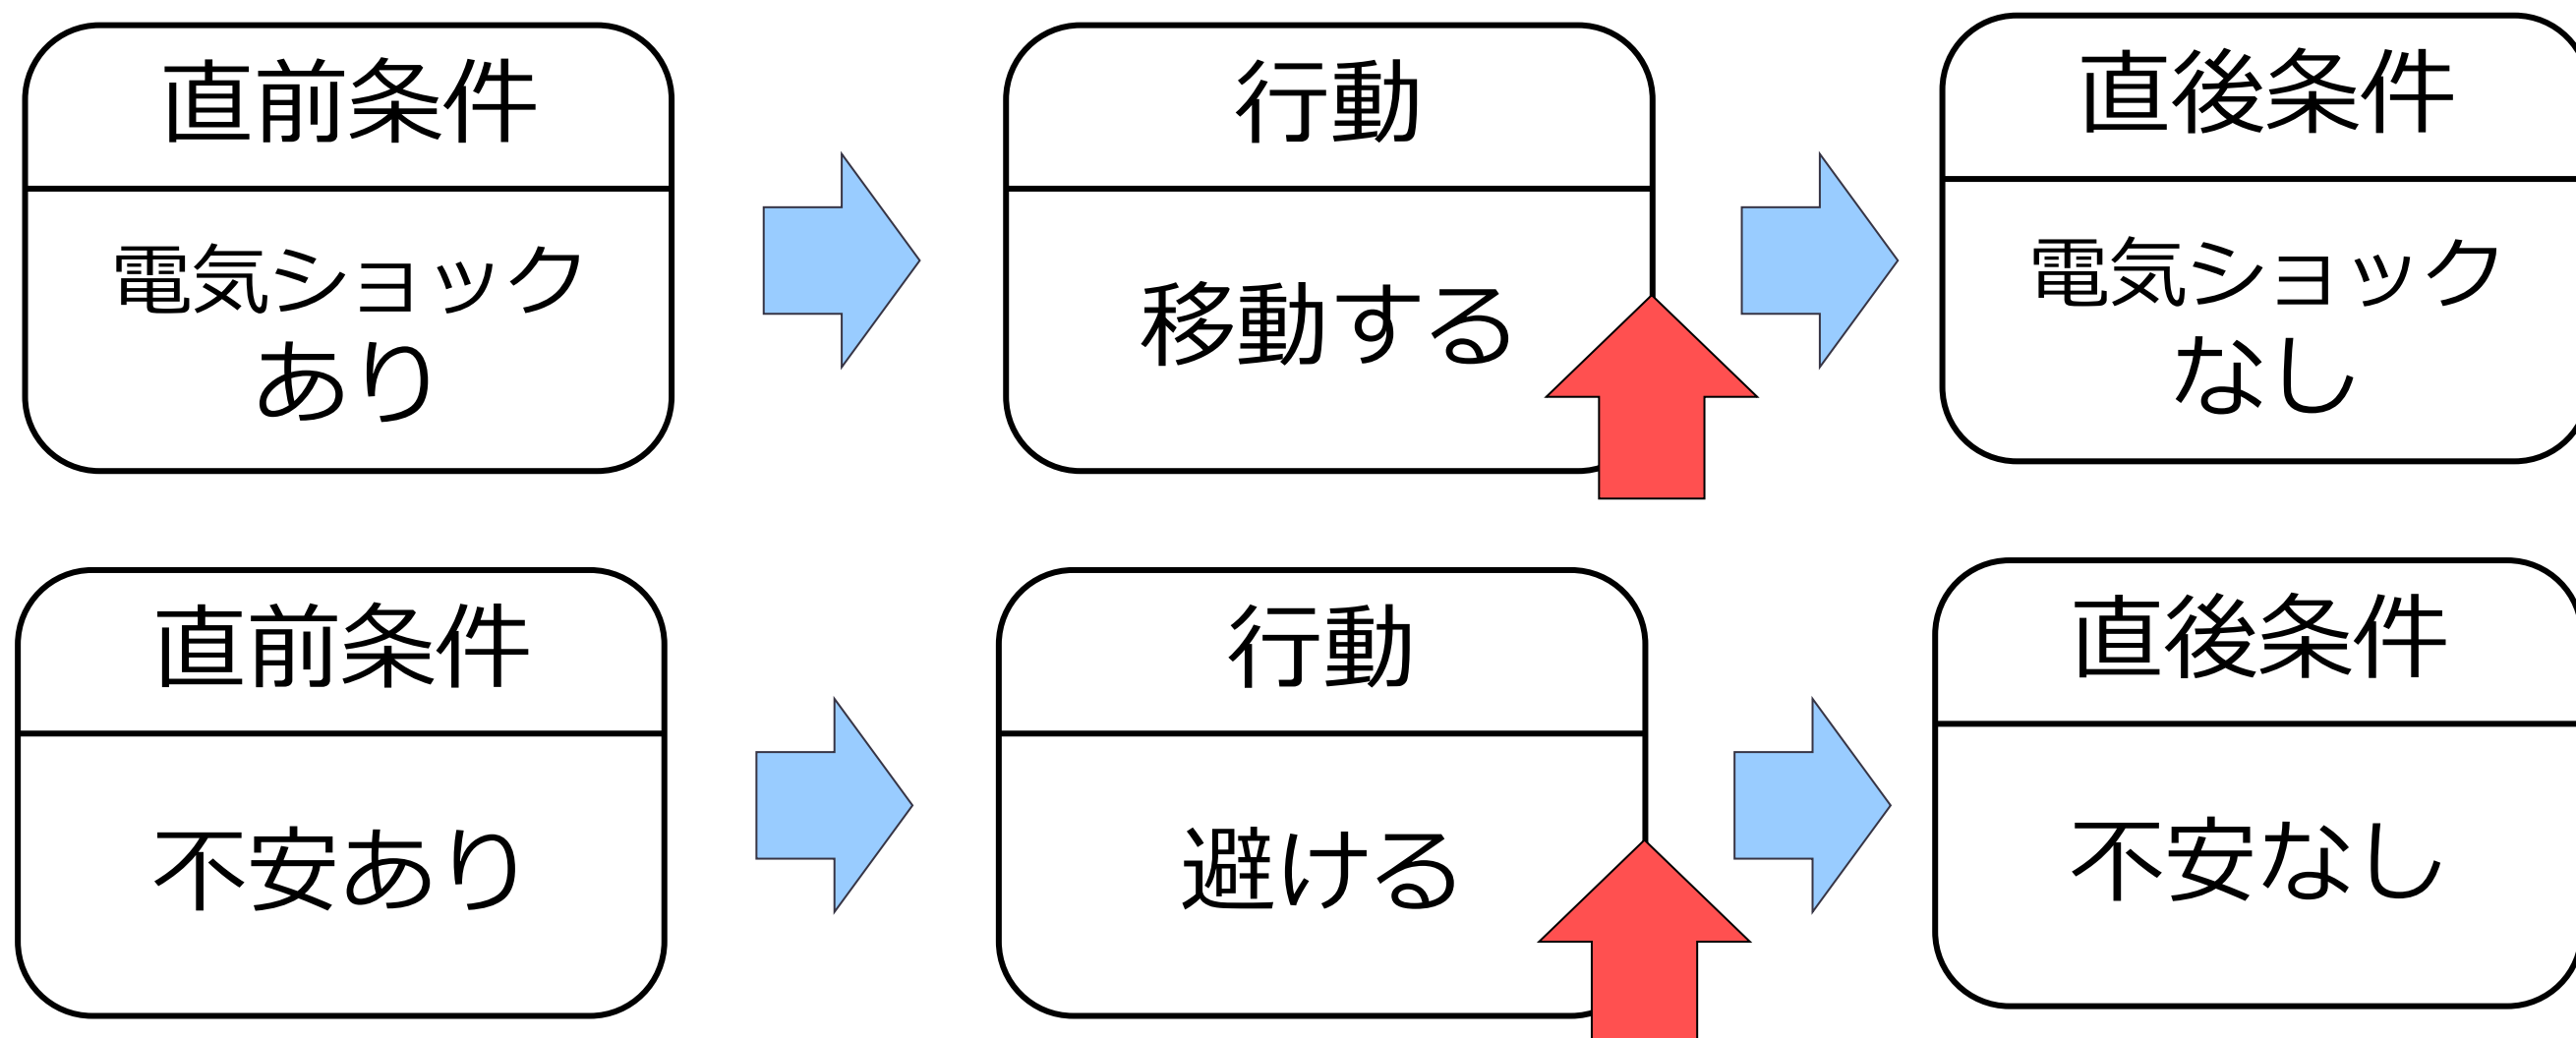 直前条件
行動
直後条件
電気ショック
あり
移動する
電気ショック
なし
直前条件
行動
直後条件
不安あり
避ける
不安なし